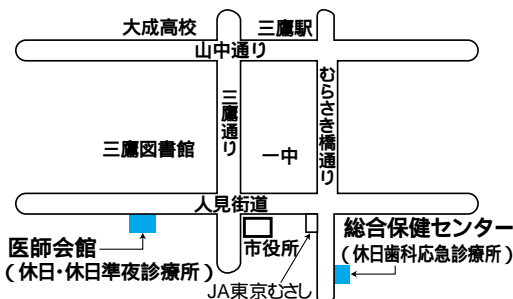 大成高校
三鷹駅
山中通り
三鷹通り
むらさき橋通り
三鷹図書館
一中
人見街道
医師会館
（休日・休日準夜診療所）
市役所
総合保健センター
（休日歯科応急診療所）
JA東京むさし